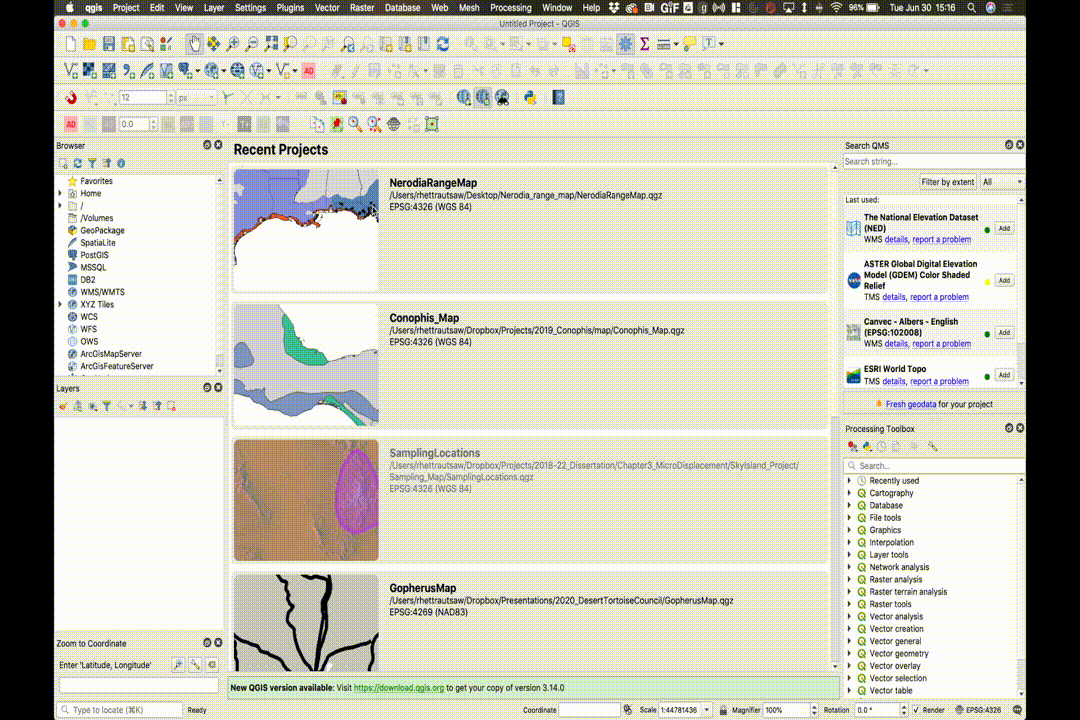 qgis Project Edit View Layer Settings Plugins Vector Raster Database Web Mesh Processing Window Help GIF 96% Tue Jun 30 15:16
Untitled Project - QGIS
AD
12 px
AD 0.0
Browser
Favorites
Home
/
/Volumes
GeoPackage
SpatiaLite
PostGIS
MSSQL
DB2
WMS/WMTS
XYZ Tiles
WCS
WFS
OWS
ArcGisMapServer
ArcGisFeatureServer
Layers
Zoom to Coordinate
Enter 'Latitude, Longitude'
Recent Projects
NerodiaRangeMap
/Users/rhettrautsaw/Desktop/Nerodia_range_map/NerodiaRangeMap.qgz
EPSG:4326 (WGS 84)
Conophis_Map
/Users/rhettrautsaw/Dropbox/Projects/2019_Conophis/map/Conophis_Map.qgz
EPSG:4326 (WGS 84)
SamplingLocations
/Users/rhettrautsaw/Dropbox/Projects/2018-22_Dissertation/Chapter3_MicroDisplacement/SkyIsland_Project/
Sampling_Map/SamplingLocations.qgz
EPSG:4326 (WGS 84)
GopherusMap
/Users/rhettrautsaw/Dropbox/Presentations/2020_DesertTortoiseCouncil/GopherusMap.qgz
EPSG:4269 (NAD83)
New QGIS version available: Visit https://download.qgis.org to get your copy of version 3.14.0
Search QMS
Search string...
Filter by extent All
Last used:
The National Elevation Dataset
(NED)
WMS details, report a problem
Add
ASTER Global Digital Elevation
Model (GDEM) Color Shaded
Relief
TMS details, report a problem
Add
Canvec - Albers - English
(EPSG:102008)
WMS details, report a problem
Add
ESRI World Topo
TMS details, report a problem
Add
Fresh geodata for your project
Processing Toolbox
Search...
Recently used
Cartography
Database
File tools
Graphics
Interpolation
Layer tools
Network analysis
Raster analysis
Raster terrain analysis
Raster tools
Vector analysis
Vector creation
Vector general
Vector geometry
Vector overlay
Vector selection
Vector table
Type to locate (⌘K) Ready Coordinate Scale 1:44781436 Magnifier 100% Rotation 0.0 ° Render EPSG:4326